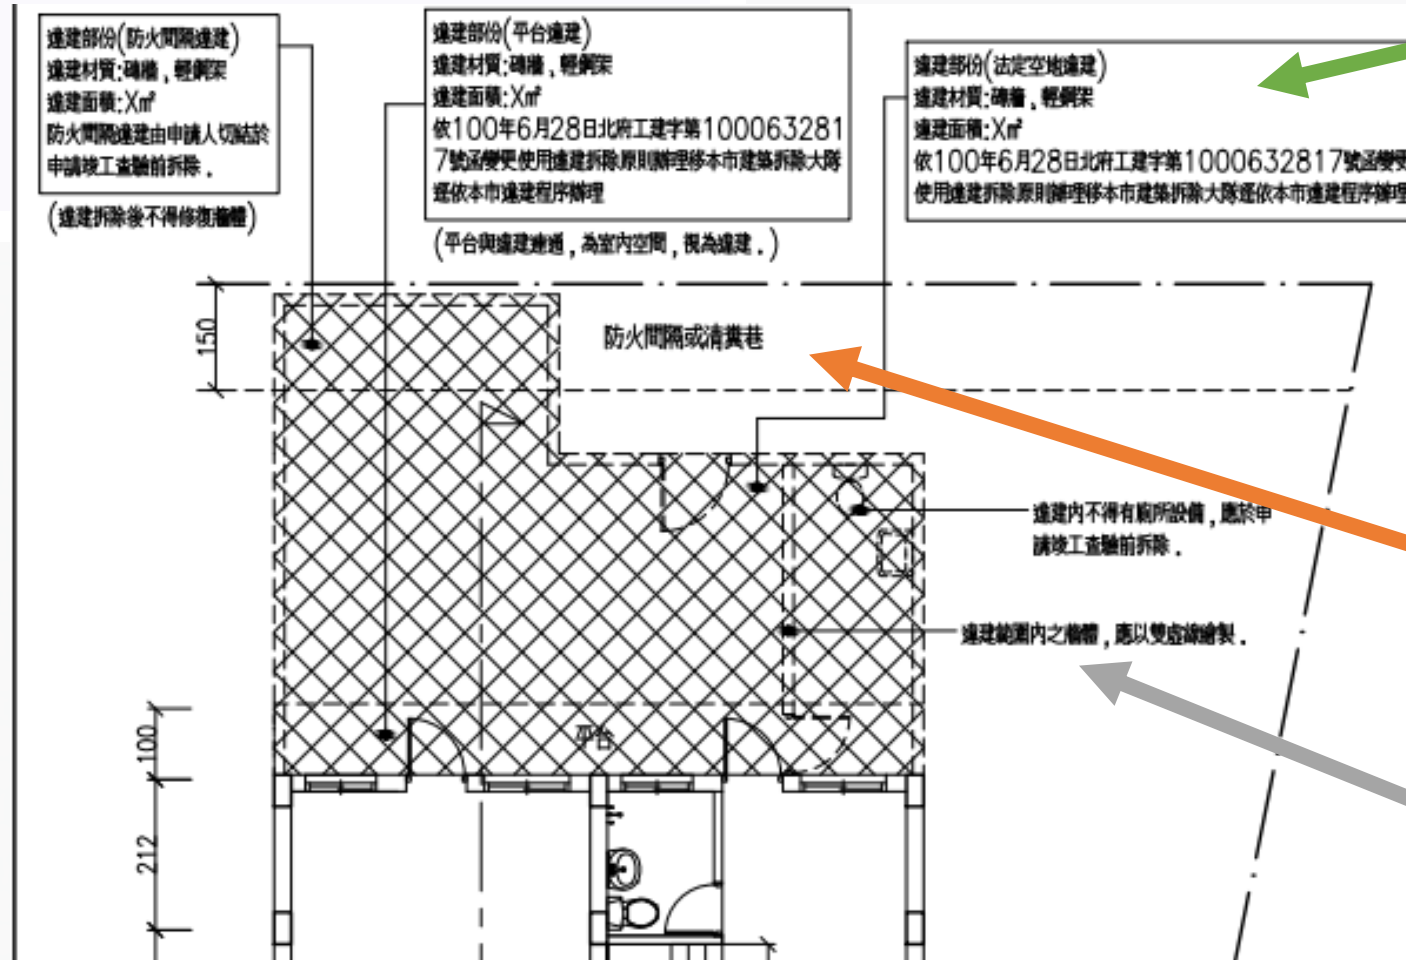 違建部份(防火間隔違建)
違建材質:磚牆,輕鋼架
違建面積:X㎡
防火間隔違建由申請人切結於
申請竣工查驗前拆除.
(違建拆除後不得修復牆體)
違建部份(平台違建)
違建材質:磚牆,輕鋼架
違建面積:X㎡
依100年6月28日北府工建字第100063281
7號函變更使用違建拆除原則辦理移本市建築拆除大隊
逕依本市違建程序辦理
(平台與違建連通,為室內空間,視為違建.)
違建部份(法定空地違建)
違建材質:磚牆,輕鋼架
違建面積:X㎡
依100年6月28日北府工建字第1000632817號函變更
使用違建拆除原則辦理移本市建築拆除大隊逕依本市違建程序辦理
150
防火間隔或清糞巷
違建內不得有廁所設備,應於申
請竣工查驗前拆除.
違建範圍內之牆體,應以雙虛線繪製.
100
平台
212